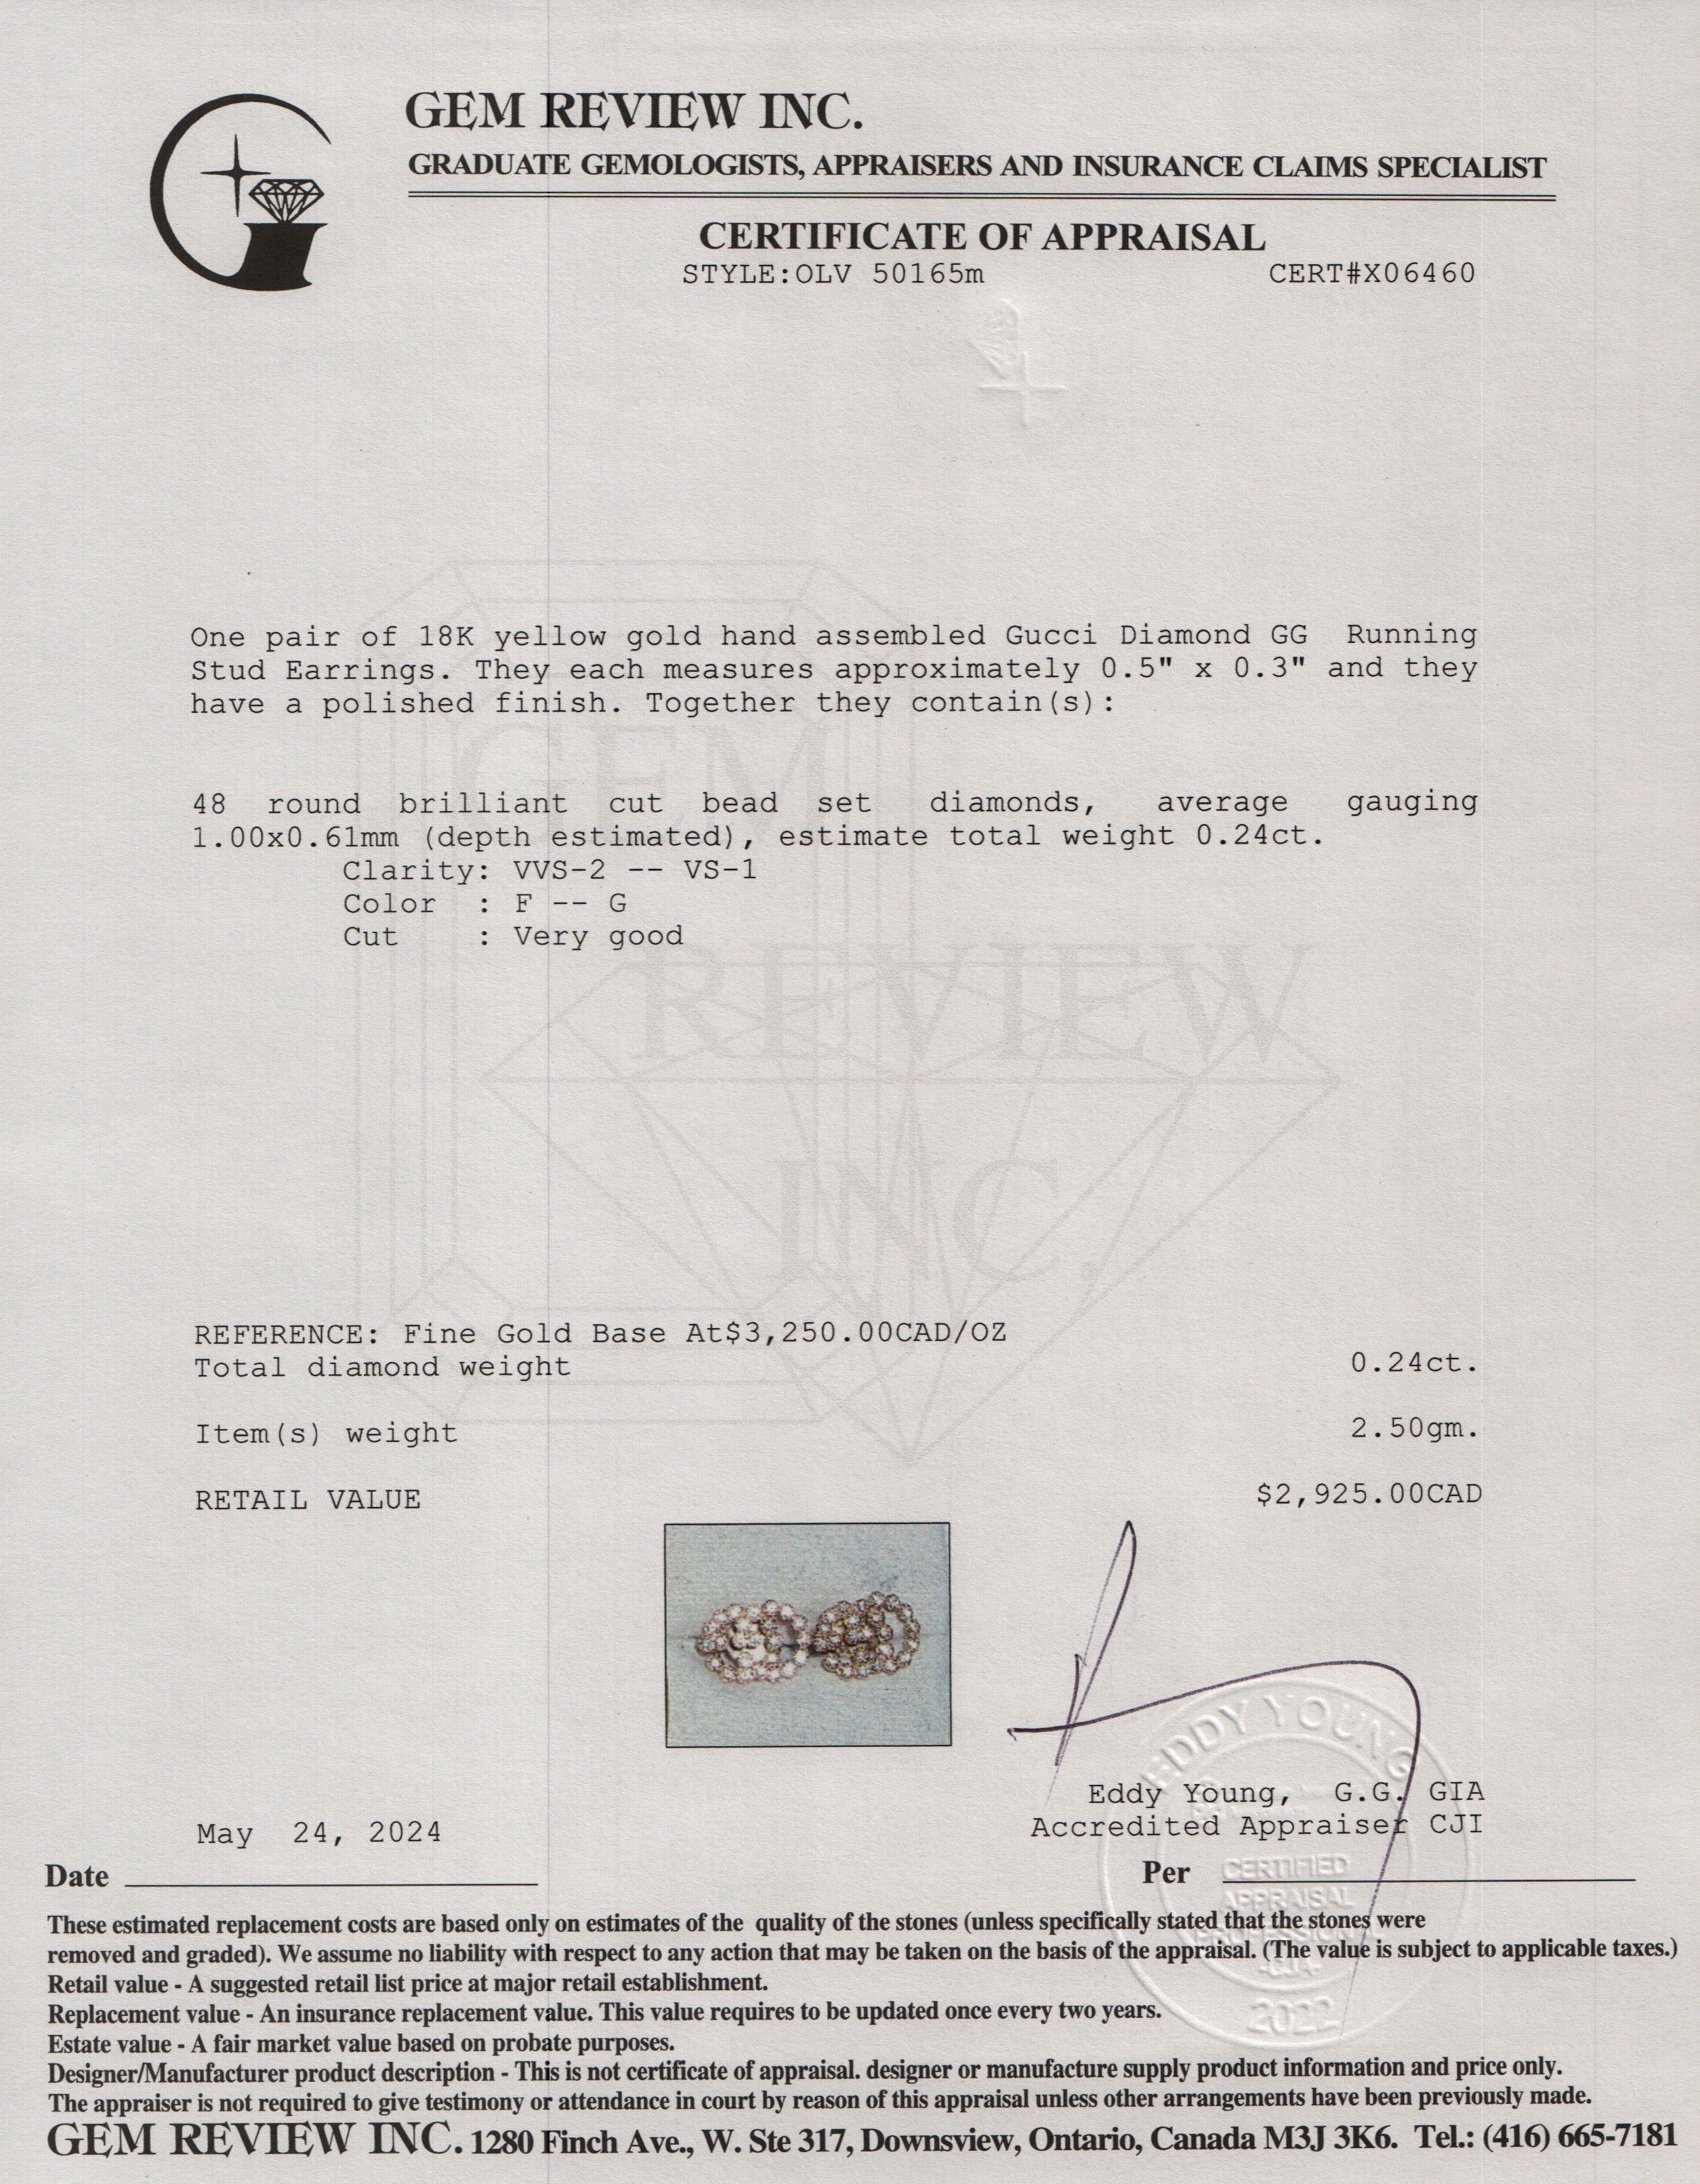 GEM REVIEW INC.
GRADUATE GEMOLOGISTS, APPRAISERS AND INSURANCE CLAIMS SPECIALIST
CERTIFICATE OF APPRAISAL
STYLE:OLV 50165m CERT#X06460
One pair of 18K yellow gold hand assembled Gucci Diamond GG Running
Stud Earrings. They each measures approximately 0.5" x 0.3" and they
have a polished finish. Together they contain(s):
GEM
48 round brilliant cut bead set diamonds, average gauging
1.00x0.61mm (depth estimated), estimate total weight 0.24ct.
Clarity: VVS-2 -- VS-1
Color : F -- G
Cut : Very good
REVIEW
INC.
REFERENCE: Fine Gold Base At$3,250.00CAD/OZ
Total diamond weight 0.24ct.
Item(s) weight 2.50gm.
RETAIL VALUE $2,925.00CAD
EDDY YOUNG
Eddy Young, G.G. GIA
Accredited Appraiser CJI
May 24, 2024
Date
Per
CERTIFIED
APPRAISAL
These estimated replacement costs are based only on estimates of the quality of the stones (unless specifically stated that the stones were
removed and graded). We assume no liability with respect to any action that may be taken on the basis of the appraisal. (The value is subject to applicable taxes.)
Retail value - A suggested retail list price at major retail establishment.
Replacement value - An insurance replacement value. This value requires to be updated once every two years.
2022
Estate value - A fair market value based on probate purposes.
Designer/Manufacturer product description - This is not certificate of appraisal. designer or manufacture supply product information and price only.
The appraiser is not required to give testimony or attendance in court by reason of this appraisal unless other arrangements have been previously made.
GEM REVIEW INC. 1280 Finch Ave., W. Ste 317, Downsview, Ontario, Canada M3J 3K6. Tel.: (416) 665-7181